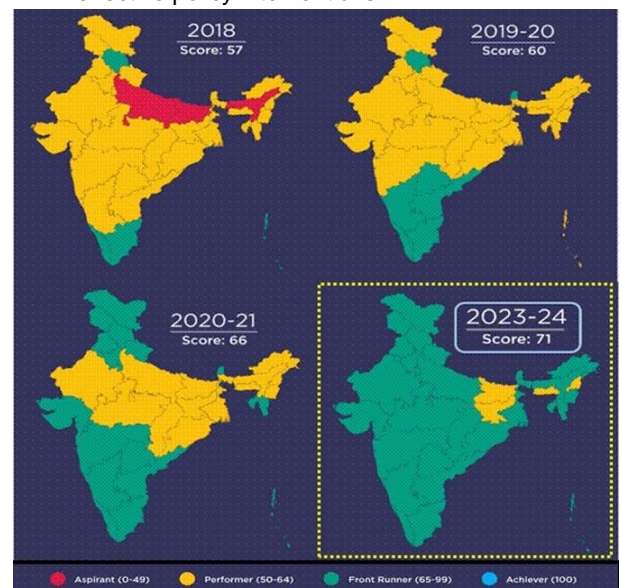 2018
Score: 57
2019-20
Score: 60
2020-21
Score: 66
2023-24
Score: 71
Aspirant (0-49)
Performer (50-64)
Front Runner (65-99)
Achiever (100)